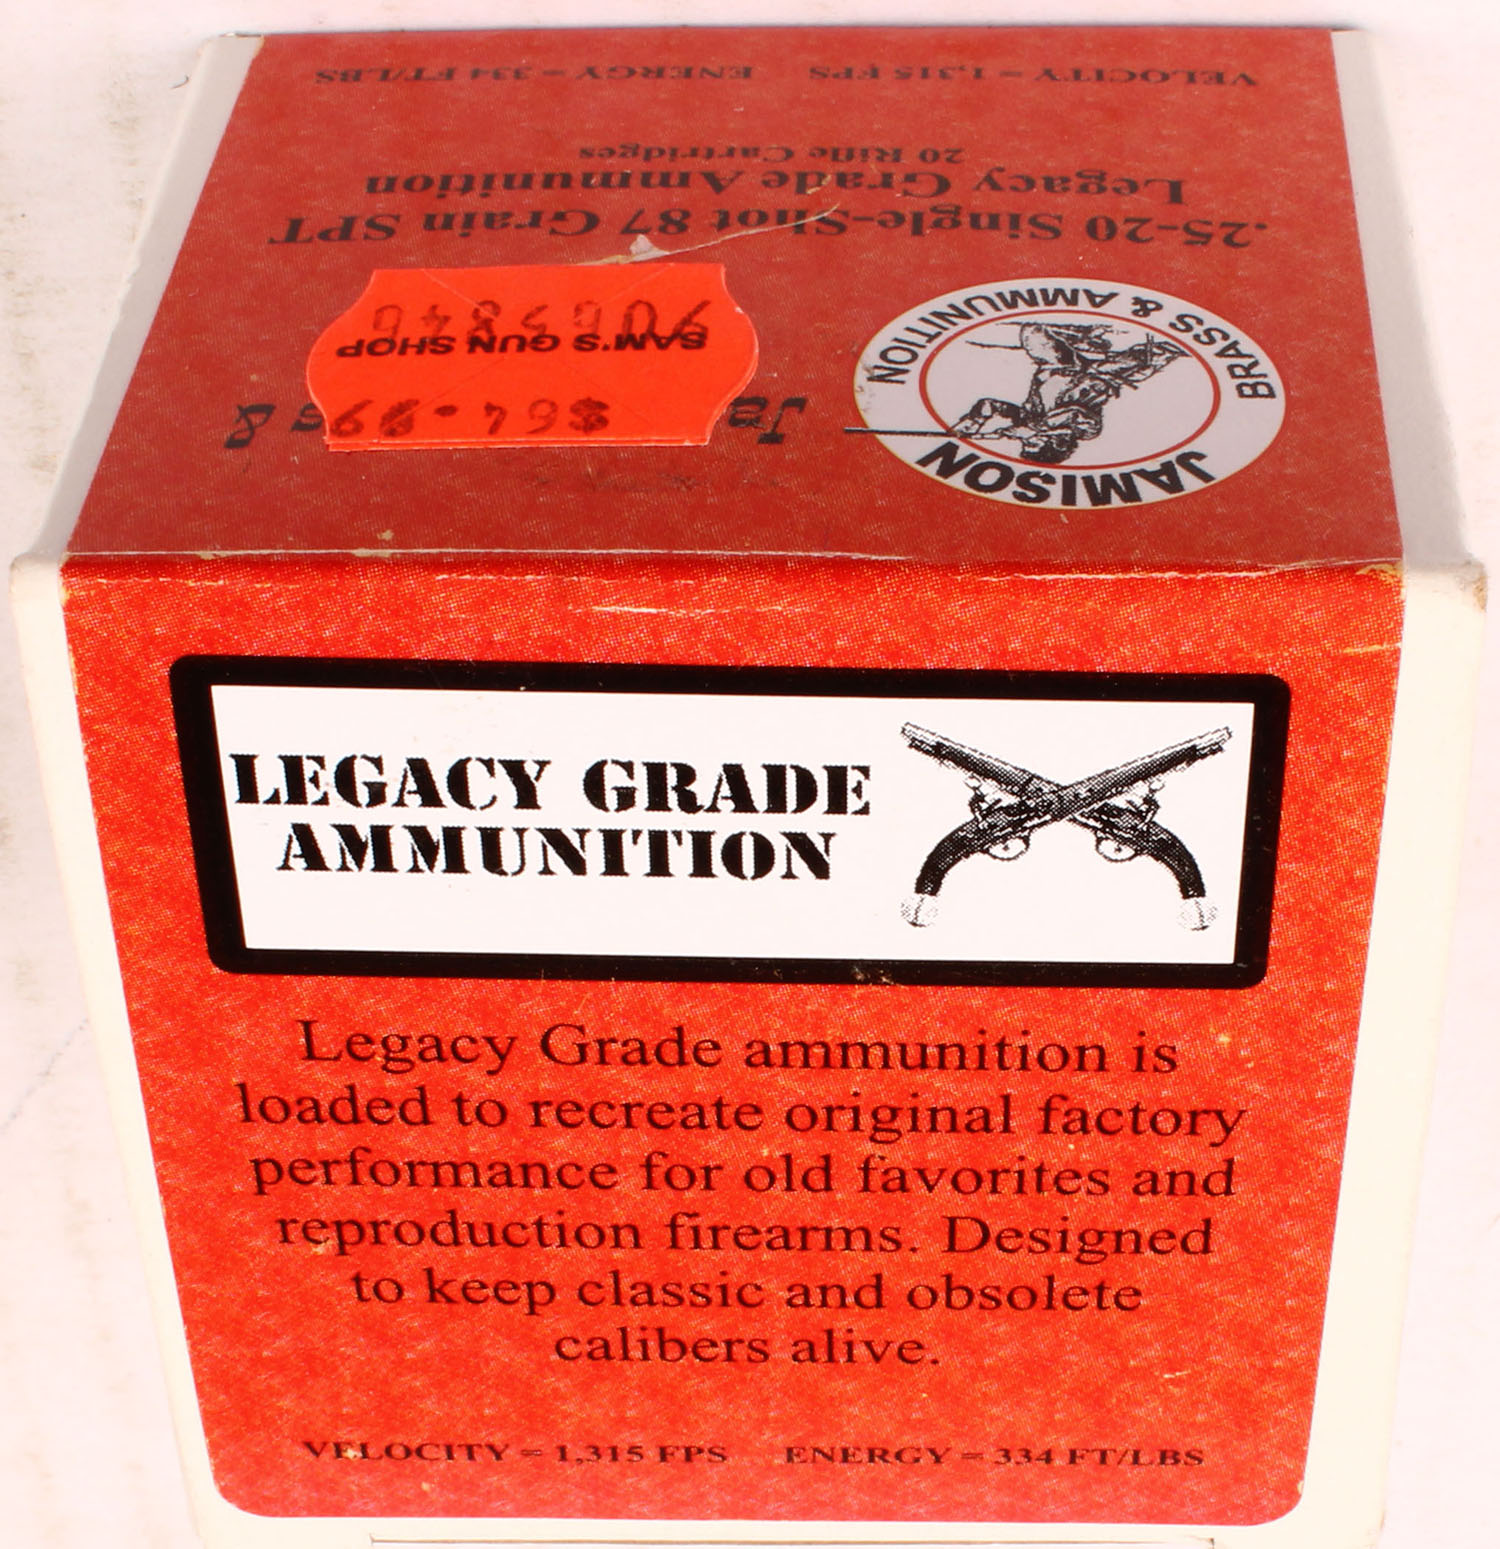 JAMISON
BRASS & AMMUNITION
SAM'S GUN SHOP
.25-20 Single-Shot 87 Grain SPT
Legacy Grade Ammunition
20 Rifle Cartridges
VELOCITY = 1,315 FPS ENERGY = 334 FT/LBS
LEGACY GRADE
AMMUNITION
Legacy Grade ammunition is
loaded to recreate original factory
performance for old favorites and
reproduction firearms. Designed
to keep classic and obsolete
calibers alive.
VELOCITY = 1,315 FPS ENERGY = 334 FT/LBS